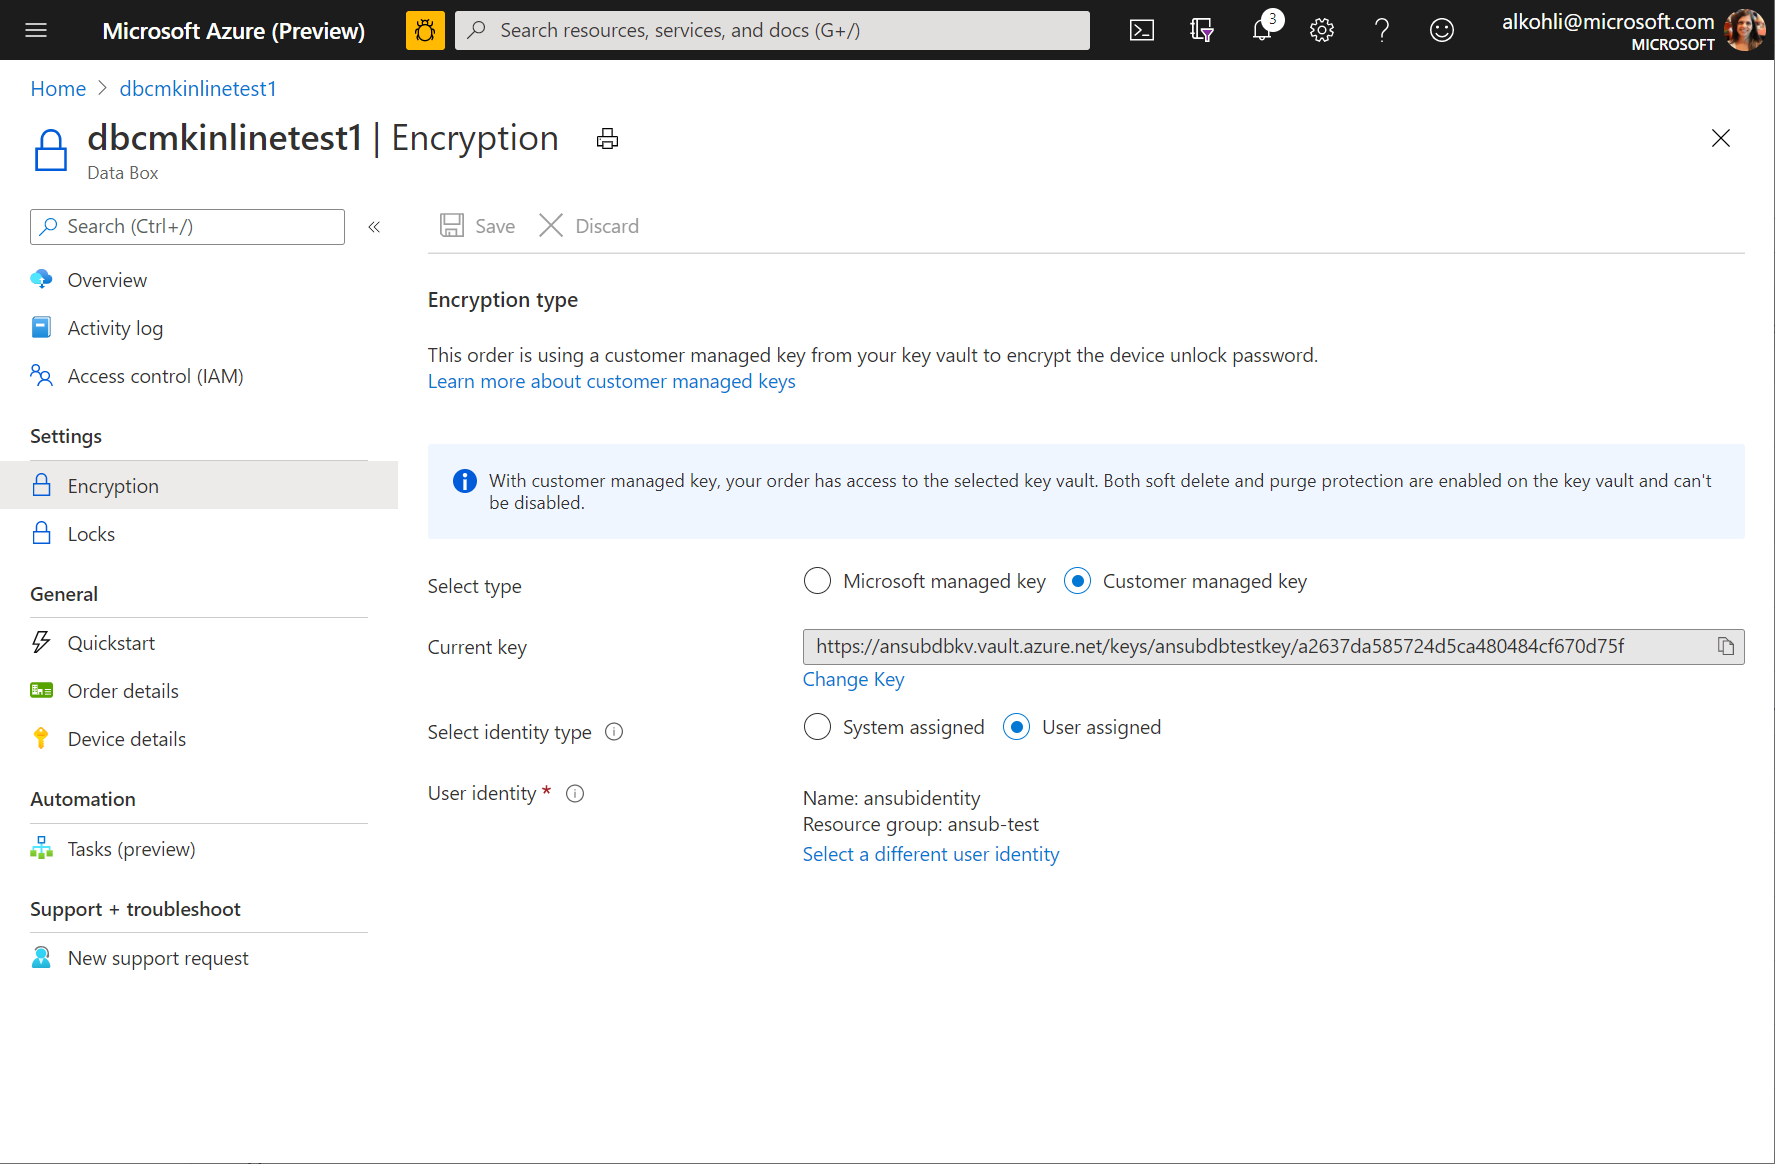 Microsoft Azure (Preview)
Search resources, services, and docs (G+/)
3
alkohli@microsoft.com
MICROSOFT
Home > dbcmkinlinetest1
dbcmkinlinetest1 | Encryption
Data Box
Search (Ctrl+/)
«
Save
Discard
Overview
Activity log
Access control (IAM)
Settings
Encryption
Locks
General
Quickstart
Order details
Device details
Automation
Tasks (preview)
Support + troubleshoot
New support request
Encryption type
This order is using a customer managed key from your key vault to encrypt the device unlock password.
Learn more about customer managed keys
With customer managed key, your order has access to the selected key vault. Both soft delete and purge protection are enabled on the key vault and can't
be disabled.
Select type
Microsoft managed key
Customer managed key
Current key
https://ansubdbkv.vault.azure.net/keys/ansubdbtestkey/a2637da585724d5ca480484cf670d75f
Change Key
Select identity type
System assigned
User assigned
User identity *
Name: ansubidentity
Resource group: ansub-test
Select a different user identity